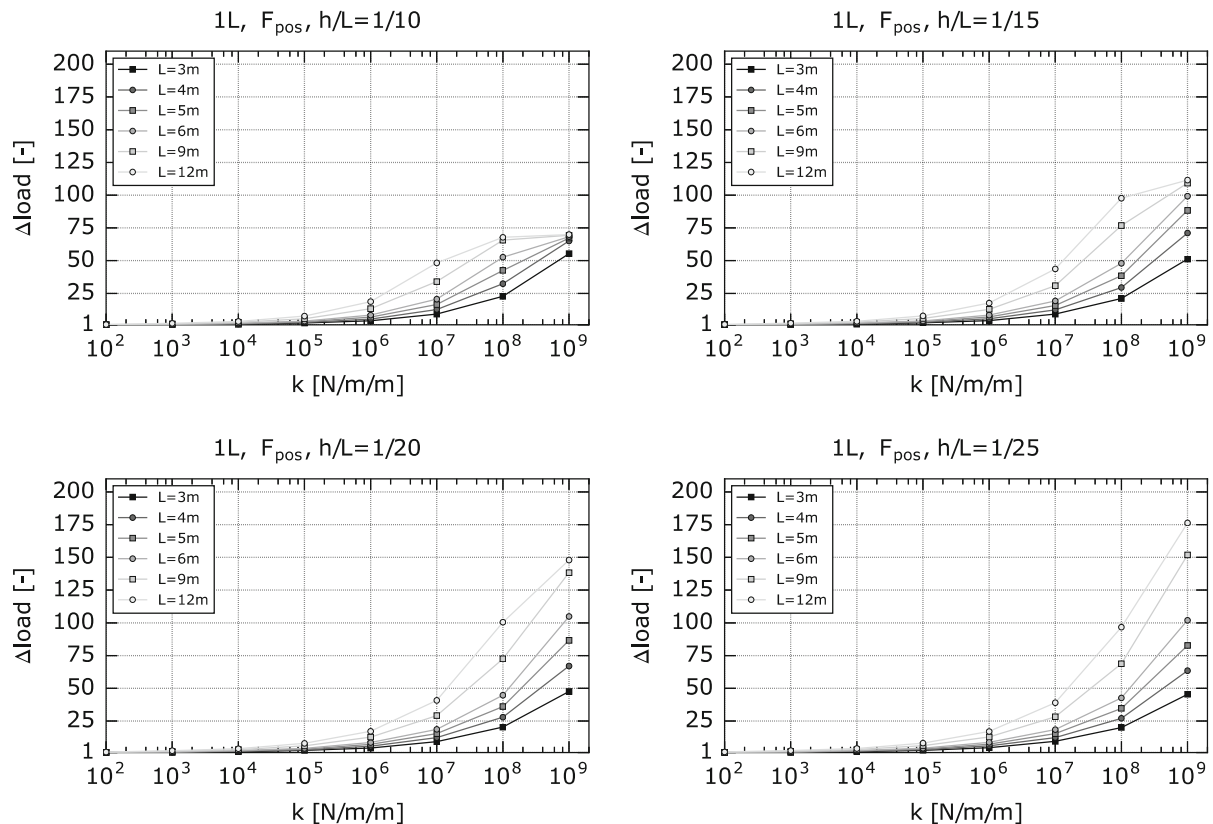 1L, F_pos, h/L=1/10
200
175
150
125
100
75
50
25
1
Δload [-]
L=3m
L=4m
L=5m
L=6m
L=9m
L=12m
10^2 10^3 10^4 10^5 10^6 10^7 10^8 10^9
k [N/m/m]
1L, F_pos, h/L=1/15
200
175
150
125
100
75
50
25
1
Δload [-]
L=3m
L=4m
L=5m
L=6m
L=9m
L=12m
10^2 10^3 10^4 10^5 10^6 10^7 10^8 10^9
k [N/m/m]
1L, F_pos, h/L=1/20
200
175
150
125
100
75
50
25
1
Δload [-]
L=3m
L=4m
L=5m
L=6m
L=9m
L=12m
10^2 10^3 10^4 10^5 10^6 10^7 10^8 10^9
k [N/m/m]
1L, F_pos, h/L=1/25
200
175
150
125
100
75
50
25
1
Δload [-]
L=3m
L=4m
L=5m
L=6m
L=9m
L=12m
10^2 10^3 10^4 10^5 10^6 10^7 10^8 10^9
k [N/m/m]